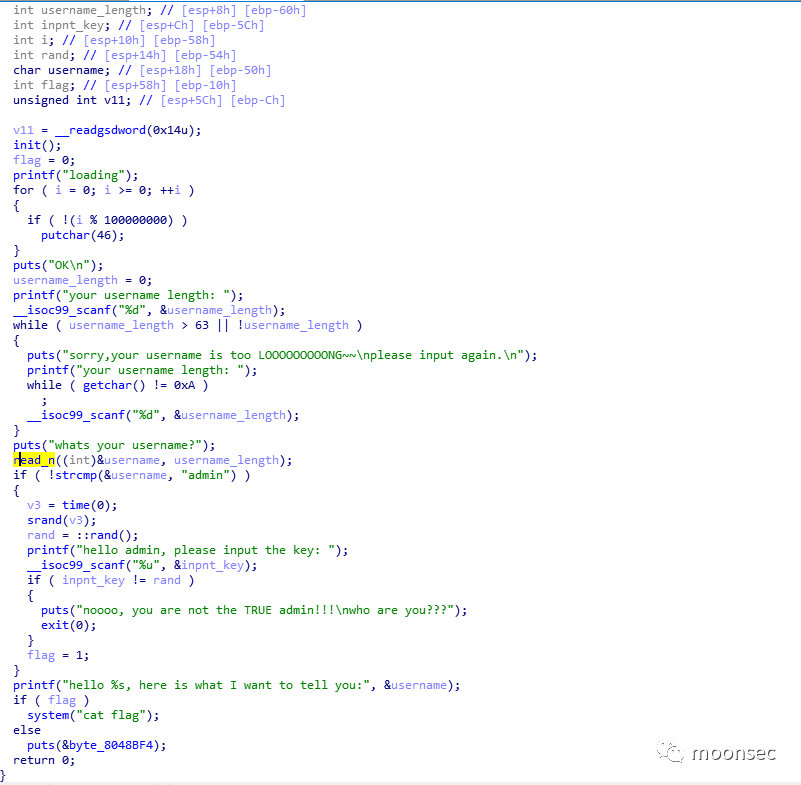 int username_length; // [esp+8h] [ebp-60h]
int inpnt_key; // [esp+Ch] [ebp-5Ch]
int i; // [esp+10h] [ebp-58h]
int rand; // [esp+14h] [ebp-54h]
char username; // [esp+18h] [ebp-50h]
int flag; // [esp+58h] [ebp-10h]
unsigned int v11; // [esp+5Ch] [ebp-Ch]
v11 = __readgsdword(0x14u);
init();
flag = 0;
printf("loading");
for ( i = 0; i >= 0; ++i )
{
if ( !(i % 100000000) )
putchar(46);
}
puts("OK\n");
username_length = 0;
printf("your username length: ");
__isoc99_scanf("%d", &username_length);
while ( username_length > 63 || !username_length )
{
puts("sorry,your username is too LOOOOOOOOONG~~\nplease input again.\n");
printf("your username length: ");
while ( getchar() != 0xA )
;
__isoc99_scanf("%d", &username_length);
}
puts("whats your username?");
read_n((int)&username, username_length);
if ( !strcmp(&username, "admin") )
{
v3 = time(0);
srand(v3);
rand = ::rand();
printf("hello admin, please input the key: ");
__isoc99_scanf("%u", &inpnt_key);
if ( inpnt_key != rand )
{
puts("noooo, you are not the TRUE admin!!!\nwho are you???");
exit(0);
}
flag = 1;
}
printf("hello %s, here is what I want to tell you:", &username);
if ( flag )
system("cat flag");
else
puts(&byte_8048BF4);
return 0;
}
moonsec